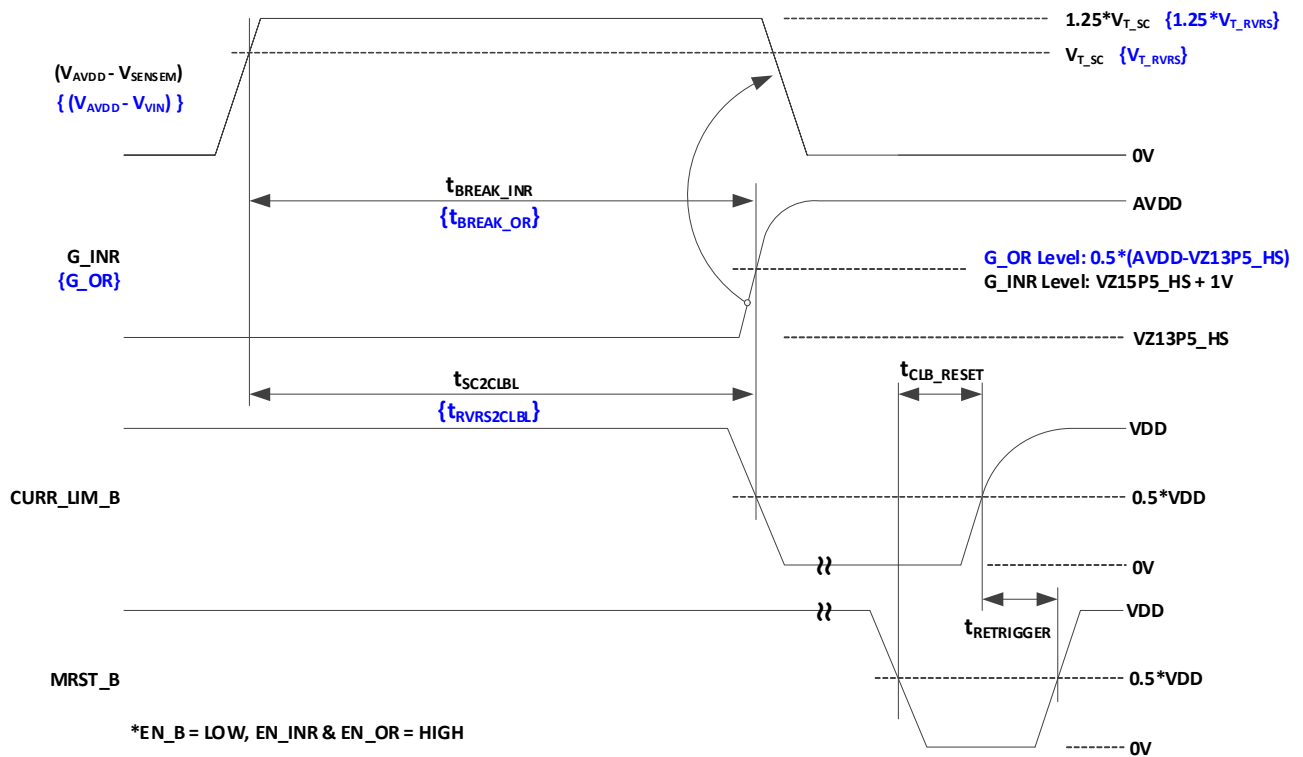 1.25*VT_SC {1.25*VT_RVRS}
VT_SC {VT_RVRS}
(VAVDD - VSENSEM)
{ (VAVDD - VVIN) }
0V
tBREAK_INR
{tBREAK_OR}
AVDD
G_INR
{G_OR}
G_OR Level: 0.5*(AVDD-VZ13P5_HS)
G_INR Level: VZ15P5_HS + 1V
VZ13P5_HS
tSC2CLBL
{tRVRS2CLBL}
tCLB_RESET
VDD
CURR_LIM_B
0.5*VDD
0V
VDD
tRETRIGGER
MRST_B
0.5*VDD
*EN_B = LOW, EN_INR & EN_OR = HIGH
0V